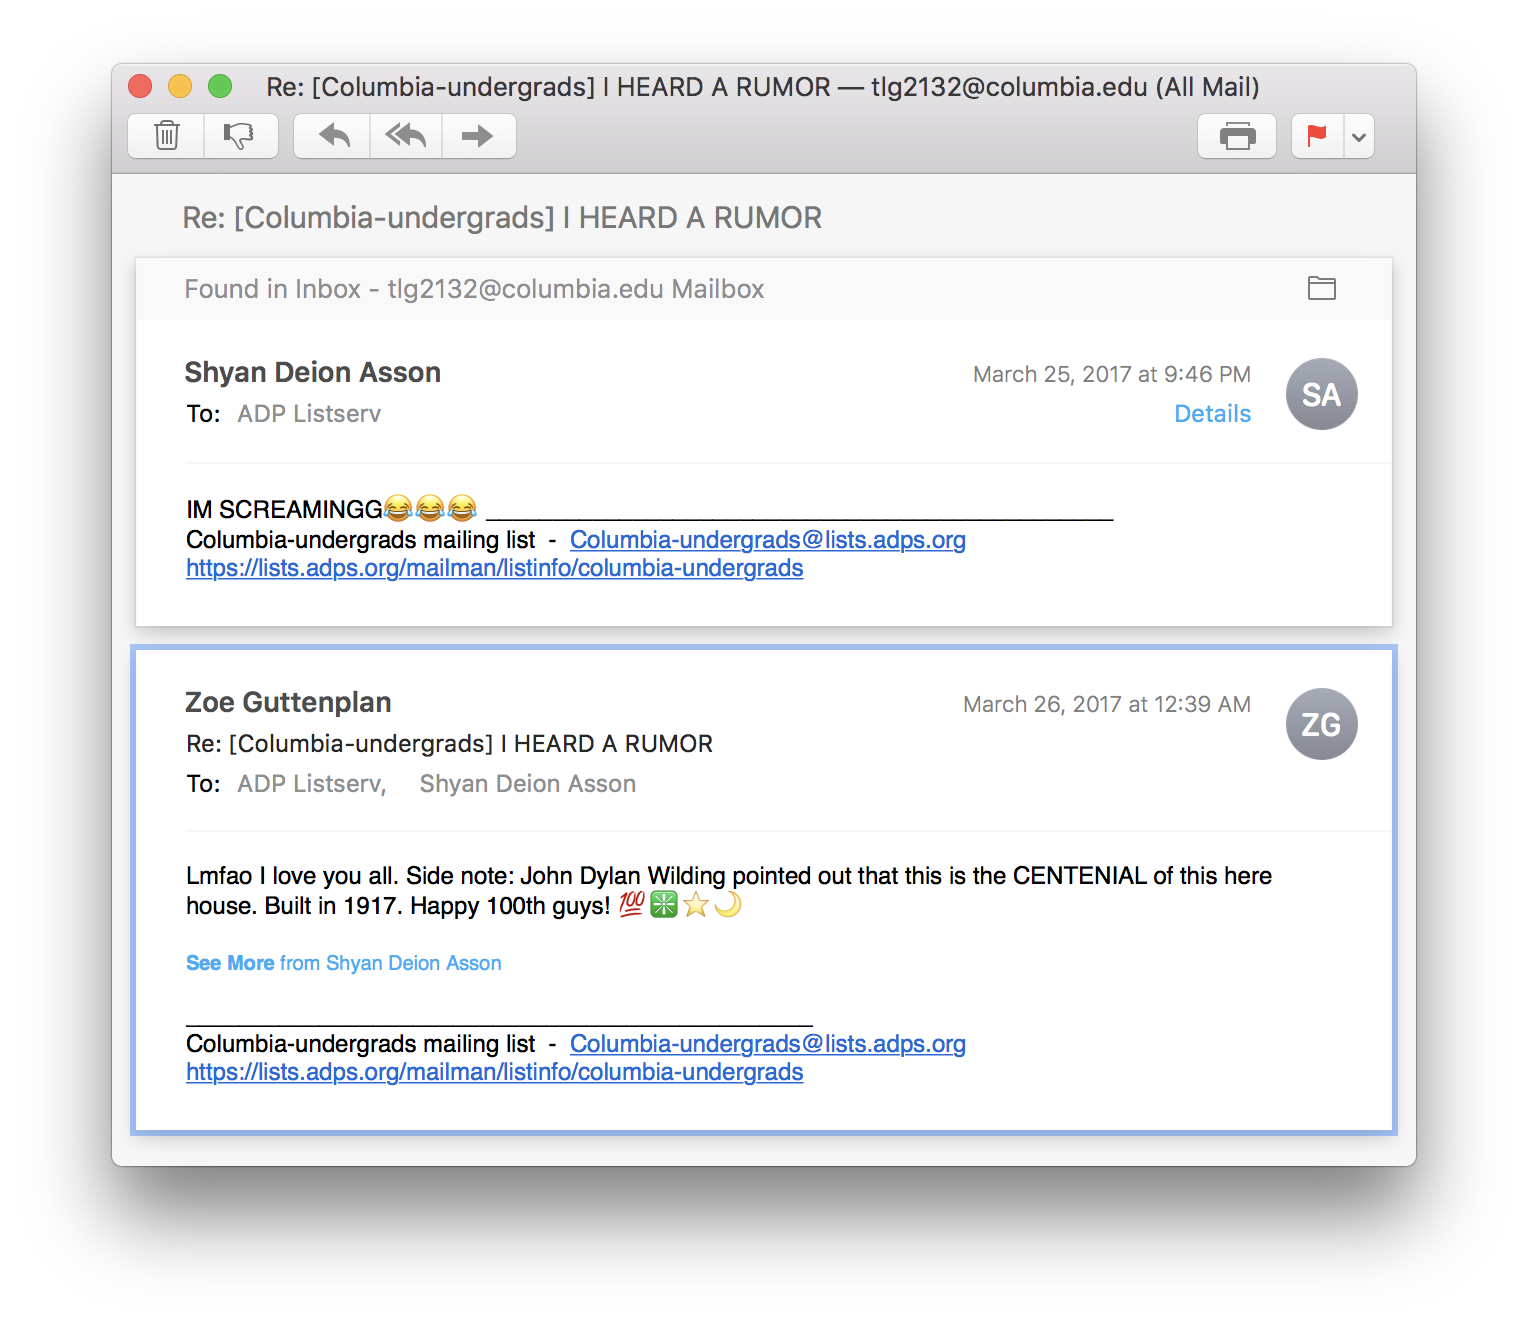 Re: [Columbia-undergrads] I HEARD A RUMOR — tlg2132@columbia.edu (All Mail)
Re: [Columbia-undergrads] I HEARD A RUMOR
Found in Inbox - tlg2132@columbia.edu Mailbox
Shyan Deion Asson
March 25, 2017 at 9:46 PM
SA
To: ADP Listserv
Details
IM SCREAMINGG😂😂😂 _______________________________________________
Columbia-undergrads mailing list - Columbia-undergrads@lists.adps.org
https://lists.adps.org/mailman/listinfo/columbia-undergrads
Zoe Guttenplan
March 26, 2017 at 12:39 AM
ZG
Re: [Columbia-undergrads] I HEARD A RUMOR
To: ADP Listserv, Shyan Deion Asson
Lmfao I love you all. Side note: John Dylan Wilding pointed out that this is the CENTENIAL of this here
house. Built in 1917. Happy 100th guys! 💯❇️⭐️🌙
See More from Shyan Deion Asson
_______________________________________________
Columbia-undergrads mailing list - Columbia-undergrads@lists.adps.org
https://lists.adps.org/mailman/listinfo/columbia-undergrads